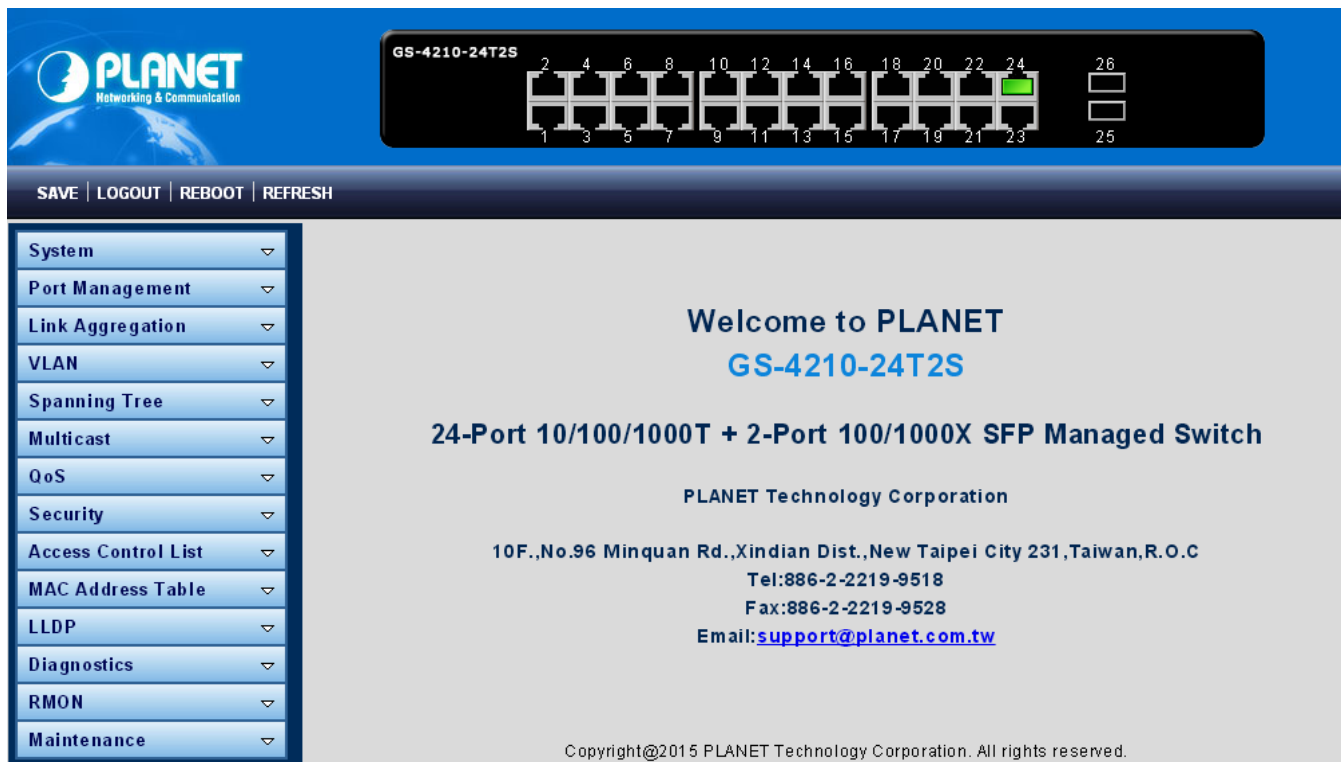 PLANET
Networking & Communication
GS-4210-24T2S
2 4 6 8 10 12 14 16 18 20 22 24 26
1 3 5 7 9 11 13 15 17 19 21 23 25
SAVE | LOGOUT | REBOOT | REFRESH
System
Port Management
Link Aggregation
VLAN
Spanning Tree
Multicast
QoS
Security
Access Control List
MAC Address Table
LLDP
Diagnostics
RMON
Maintenance
Welcome to PLANET
GS-4210-24T2S
24-Port 10/100/1000T + 2-Port 100/1000X SFP Managed Switch
PLANET Technology Corporation
10F.,No.96 Minquan Rd.,Xindian Dist.,New Taipei City 231,Taiwan,R.O.C
Tel:886-2-2219-9518
Fax:886-2-2219-9528
Email:support@planet.com.tw
Copyright@2015 PLANET Technology Corporation. All rights reserved.